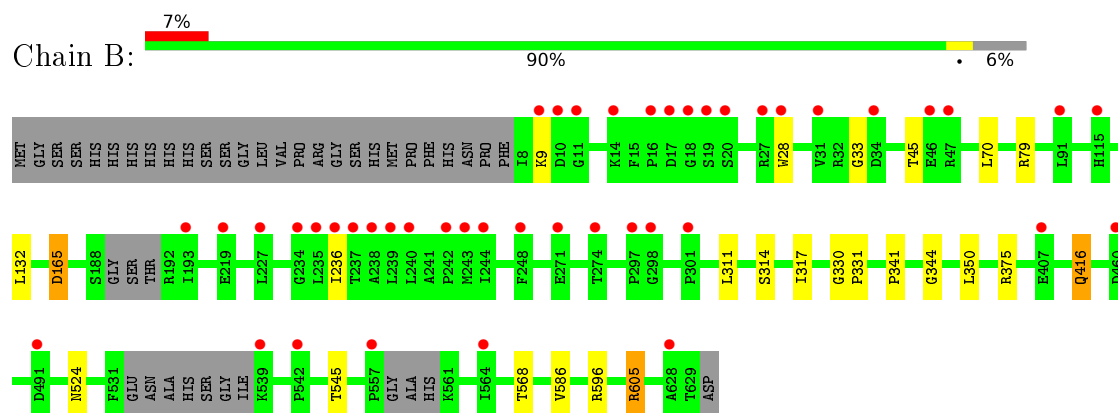 7%
Chain B:
90% • 6%
MET GLY SER SER HIS HIS HIS HIS HIS HIS SER SER GLY LEU VAL PRO ARG GLY SER HIS MET PRO PHE HIS ASN PRO PHE I8 K9 D10 G11 K14 F15 P16 D17 G18 S19 S20 R27 W28 V31 R32 G33 D34 T45 E46 R47 L70 R79 L91 H115
L132 D165 S188 GLY SER THR R192 I193 E219 L227 G234 L235 I236 T237 A238 L239 L240 A241 P242 M243 I244 F248 E271 T274 P297 G298 P301 L311 S314 I317 G330 P331 P341 G344 L350 R375 E407 Q416 D460
D491 N524 F531 GLU ASN ALA HIS SER GLY ILE K539 P542 T545 P557 GLY ALA HIS K561 I564 T568 V586 R596 R605 A628 T629 ASP